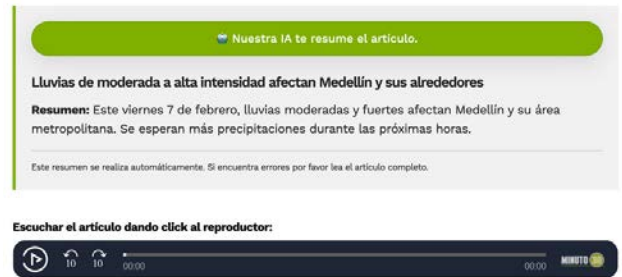 Nuestra IA te resume el artículo.
Lluvias de moderada a alta intensidad afectan Medellín y sus alrededores
Resumen: Este viernes 7 de febrero, lluvias moderadas y fuertes afectan Medellín y su área
metropolitana. Se esperan más precipitaciones durante las próximas horas.
Este resumen se realiza automáticamente. Si encuentra errores por favor lea el artículo completo.
Escuchar el artículo dando click al reproductor:
10 10 00:00 00:00 MINUTO 30